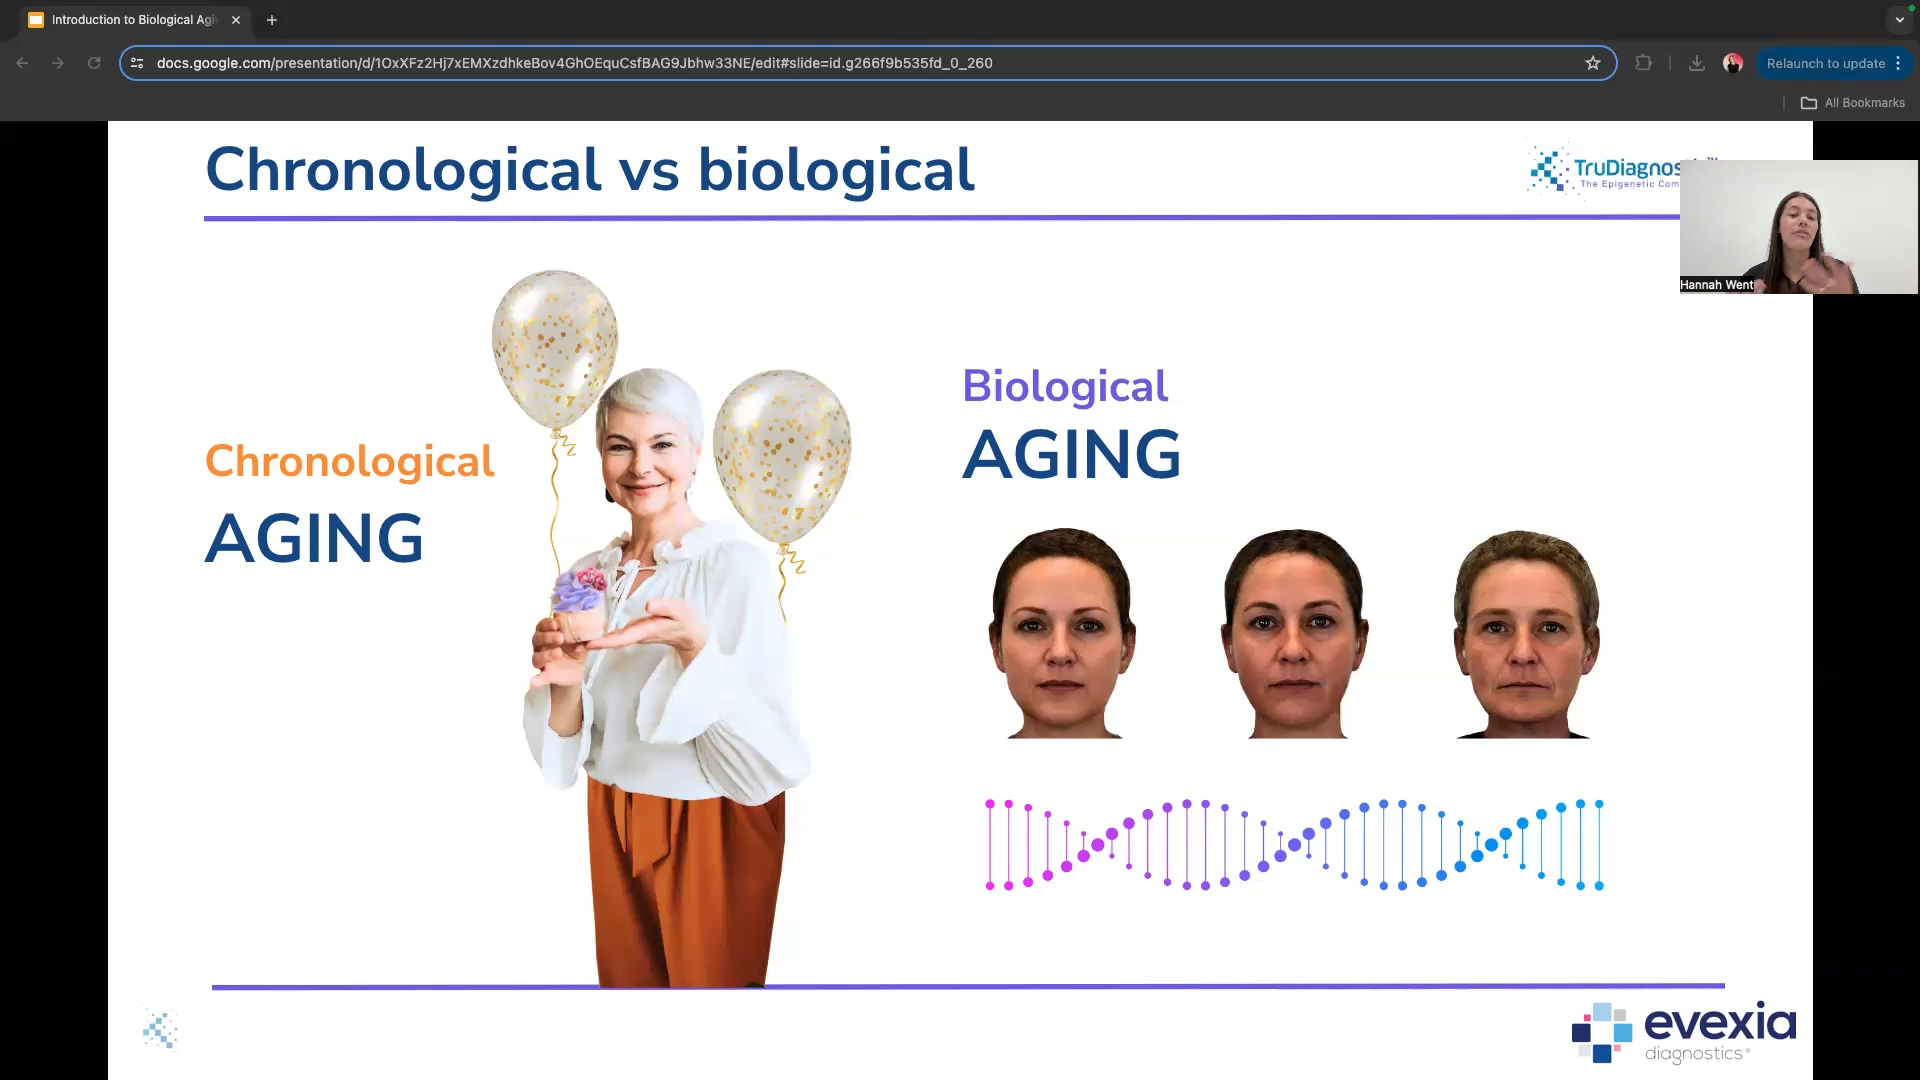 Introduction to Biological Agi
docs.google.com/presentation/d/1OxXFz2Hj7xEMXzdhkeBov4GhOEquCsfBAG9Jbhw33NE/edit#slide=id.g266f9b535fd_0_260
Relaunch to update
All Bookmarks
Chronological vs biological
TruDiagnos
The Epigenetic Com
Hannah Went
Chronological
AGING
Biological
AGING
evexia
diagnostics®